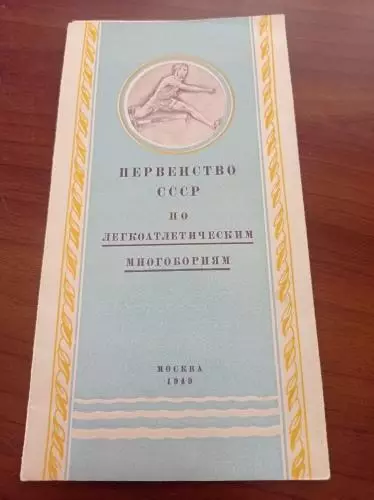 ПЕРВЕНСТВО
СССР
ПО
ЛЕГКОАТЛЕТИЧЕСКИМ
МНОГОБОРИЯМ
МОСКВА
1949